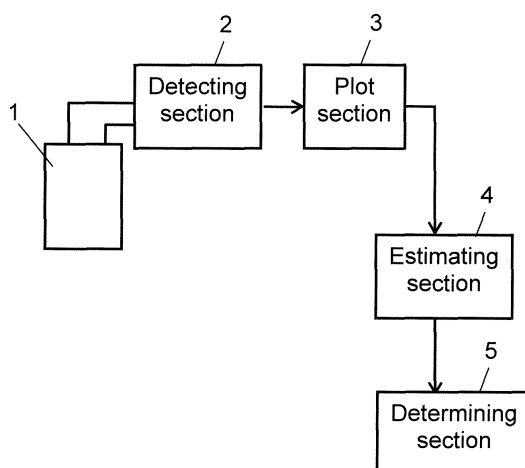 1
2
Detecting
section
3
Plot
section
4
Estimating
section
5
Determining
section